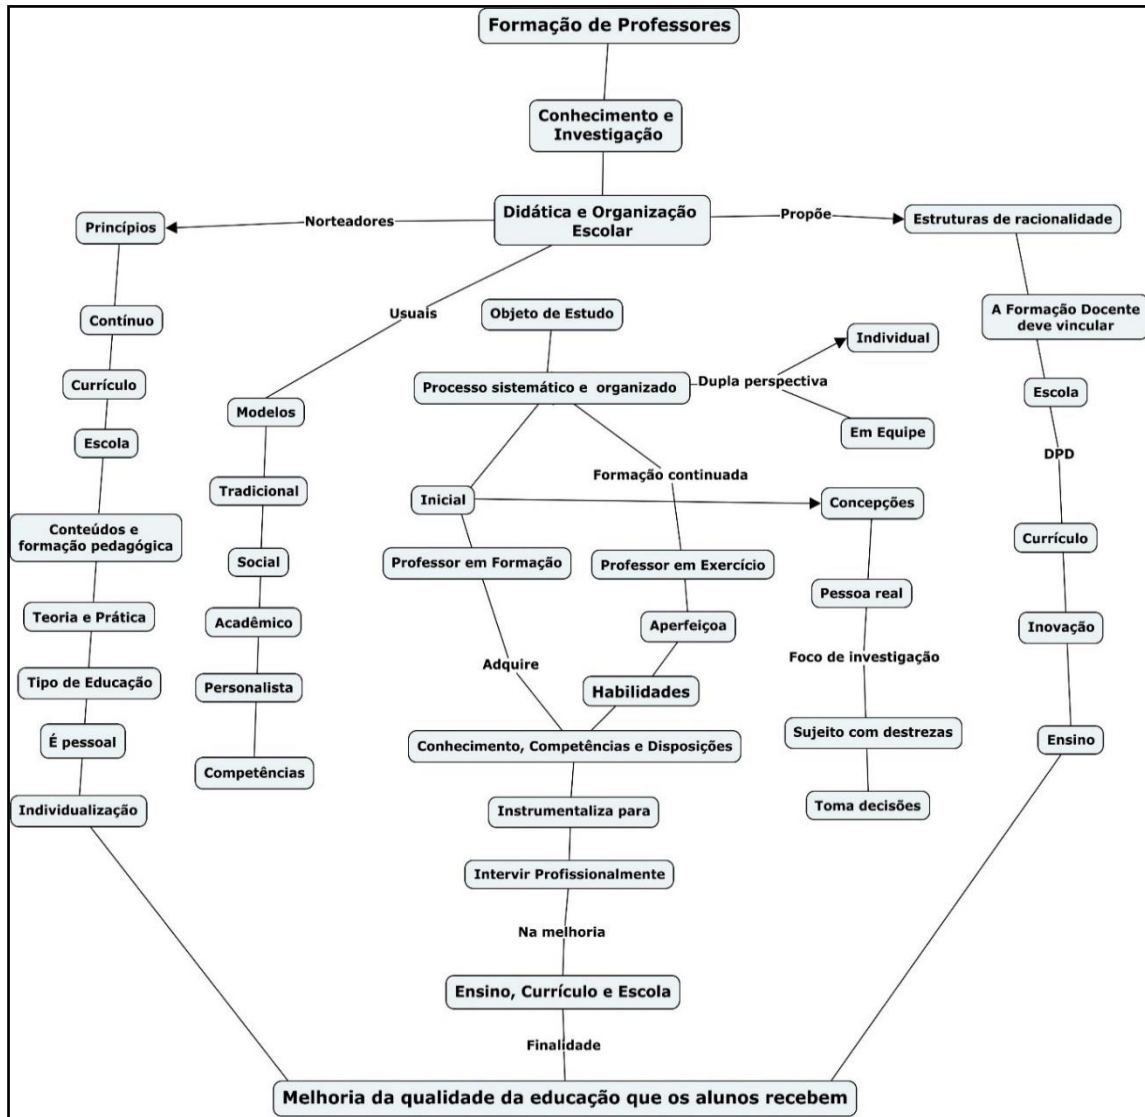 Formação de Professores
Conhecimento e
Investigação
Didática e Organização
Escolar
Norteadores
Propõe
Princípios
Estruturas de racionalidade
Usuais
Contínuo
Currículo
Escola
Conteúdos e
formação pedagógica
Teoria e Prática
Tipo de Educação
É pessoal
Individualização
Modelos
Tradicional
Social
Acadêmico
Personalista
Competências
Objeto de Estudo
Processo sistemático e organizado
Dupla perspectiva
Individual
Em Equipe
Formação continuada
Inicial
Professor em Formação
Professor em Exercício
Aperfeiçoa
Adquire
Habilidades
Conhecimento, Competências e Disposições
Instrumentaliza para
Intervir Profissionalmente
Na melhoria
Ensino, Currículo e Escola
Finalidade
Concepções
Pessoa real
Foco de investigação
Sujeito com destrezas
Toma decisões
A Formação Docente
deve vincular
Escola
DPD
Currículo
Inovação
Ensino
Melhoria da qualidade da educação que os alunos recebem